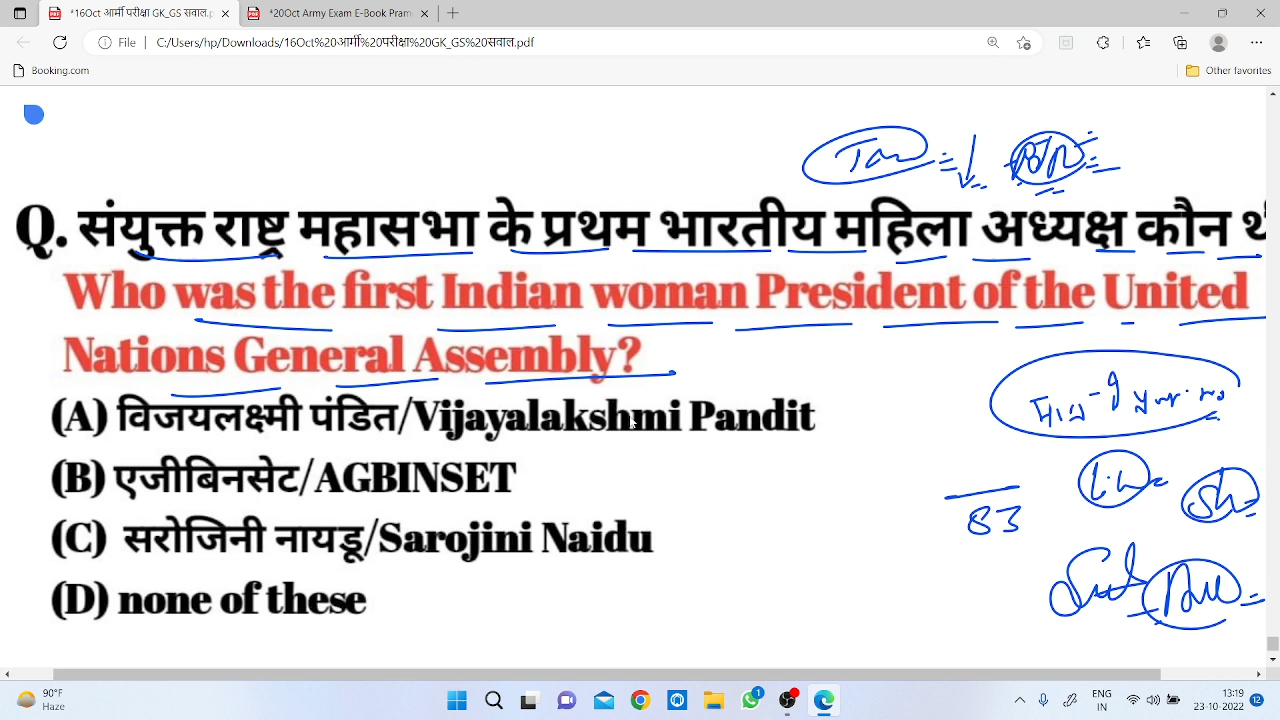 *16Oct आर्मी परीक्षा GK_GS सवाल.p
*20Oct Army Exam E-Book Pram
File
C:/Users/hp/Downloads/16Oct%20आर्मी%20परीक्षा%20GK_GS%20सवाल.pdf
Booking.com
Other favorites
Q. संयुक्त राष्ट्र महासभा के प्रथम भारतीय महिला अध्यक्ष कौन
Who was the first Indian woman President of the United
Nations General Assembly?
(A) विजयलक्ष्मी पंडित/Vijayalakshmi Pandit
(B) एजीबिनसेट/AGBINSET
83
(C) सरोजिनी नायडू/Sarojini Naidu
(D) none of these
90°F
Haze
1
ENG
IN
13:19
23-10-2022
12